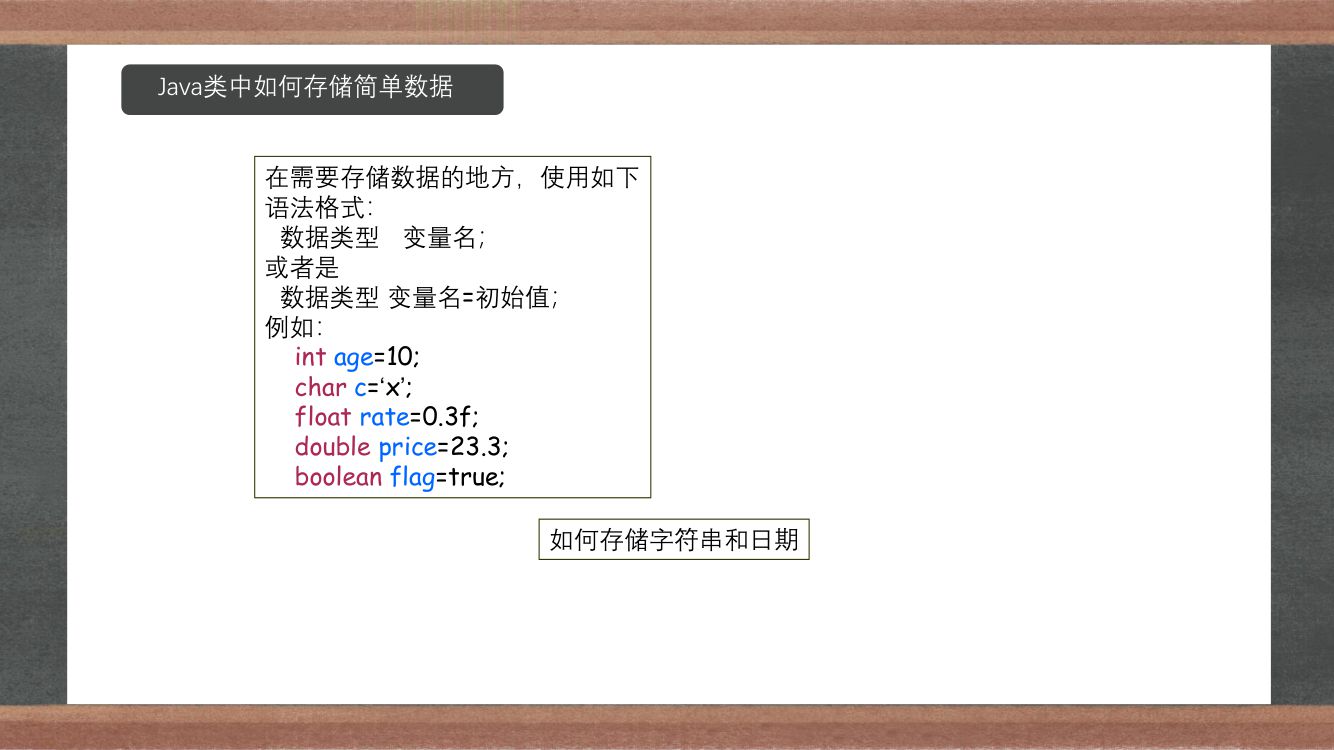 Java类中如何存储简单数据
在需要存储数据的地方，使用如下
语法格式：
数据类型　变量名；
或者是
数据类型 变量名=初始值；
例如：
int age=10;
char c=‘x’;
float rate=0.3f;
double price=23.3;
boolean flag=true;
如何存储字符串和日期